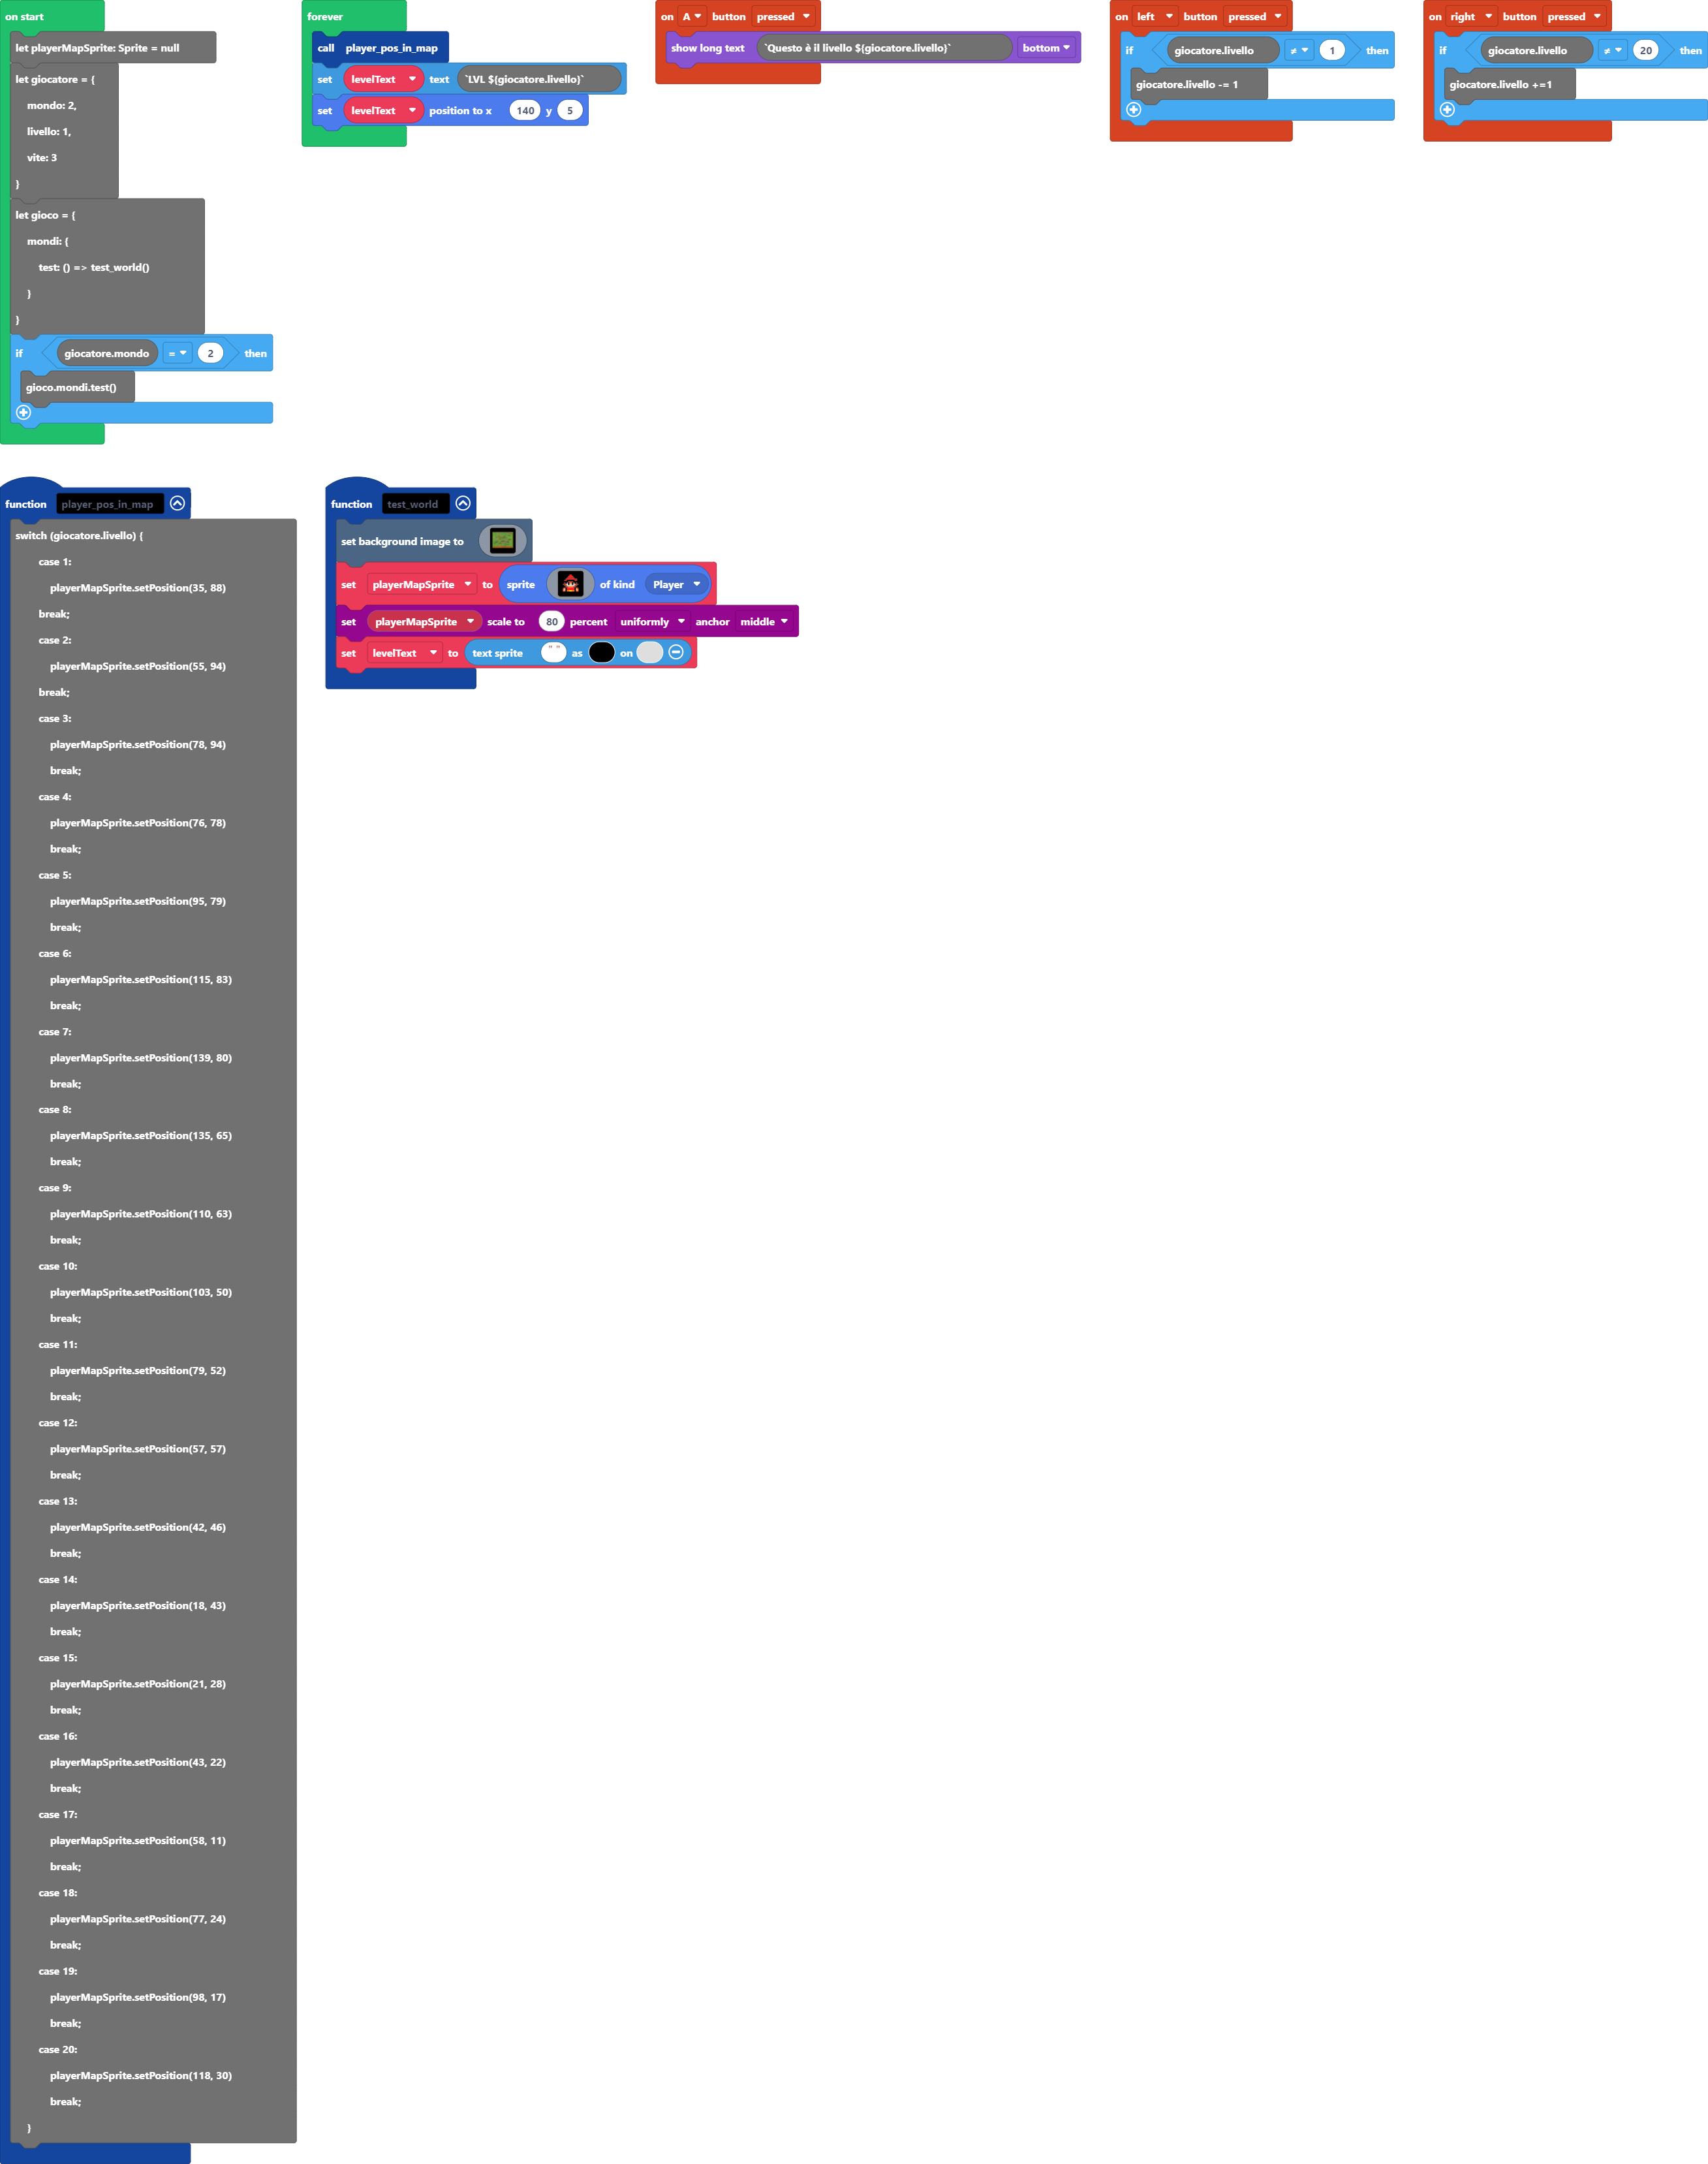 on start
let playerMapSprite: Sprite = null
let giocatore = {
mondo: 2,
livello: 1,
vite: 3
}
let gioco = {
mondi: {
test: () => test_world()
}
}
if giocatore.mondo = 2 then
gioco.mondi.test()
forever
call player_pos_in_map
set levelText text `LVL ${giocatore.livello}`
set levelText position to x 140 y 5
on A button pressed
show long text `Questo è il livello ${giocatore.livello}` bottom
on left button pressed
if giocatore.livello ≠ 1 then
giocatore.livello -= 1
on right button pressed
if giocatore.livello ≠ 20 then
giocatore.livello +=1
function player_pos_in_map
switch (giocatore.livello) {
case 1:
playerMapSprite.setPosition(35, 88)
break;
case 2:
playerMapSprite.setPosition(55, 94)
break;
case 3:
playerMapSprite.setPosition(78, 94)
break;
case 4:
playerMapSprite.setPosition(76, 78)
break;
case 5:
playerMapSprite.setPosition(95, 79)
break;
case 6:
playerMapSprite.setPosition(115, 83)
break;
case 7:
playerMapSprite.setPosition(139, 80)
break;
case 8:
playerMapSprite.setPosition(135, 65)
break;
case 9:
playerMapSprite.setPosition(110, 63)
break;
case 10:
playerMapSprite.setPosition(103, 50)
break;
case 11:
playerMapSprite.setPosition(79, 52)
break;
case 12:
playerMapSprite.setPosition(57, 57)
break;
case 13:
playerMapSprite.setPosition(42, 46)
break;
case 14:
playerMapSprite.setPosition(18, 43)
break;
case 15:
playerMapSprite.setPosition(21, 28)
break;
case 16:
playerMapSprite.setPosition(43, 22)
break;
case 17:
playerMapSprite.setPosition(58, 11)
break;
case 18:
playerMapSprite.setPosition(77, 24)
break;
case 19:
playerMapSprite.setPosition(98, 17)
break;
case 20:
playerMapSprite.setPosition(118, 30)
break;
}
function test_world
set background image to
set playerMapSprite to sprite of kind Player
set playerMapSprite scale to 80 percent uniformly anchor middle
set levelText to text sprite " " as on